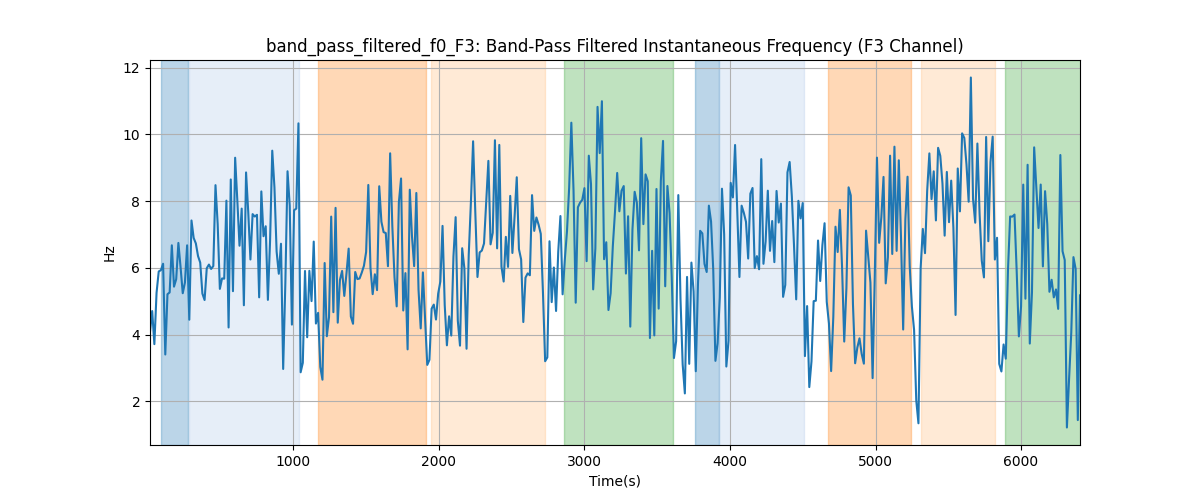 band_pass_filtered_f0_F3: Band-Pass Filtered Instantaneous Frequency (F3 Channel)
12
10
8
6
4
2
Hz
1000 2000 3000 4000 5000 6000
Time(s)